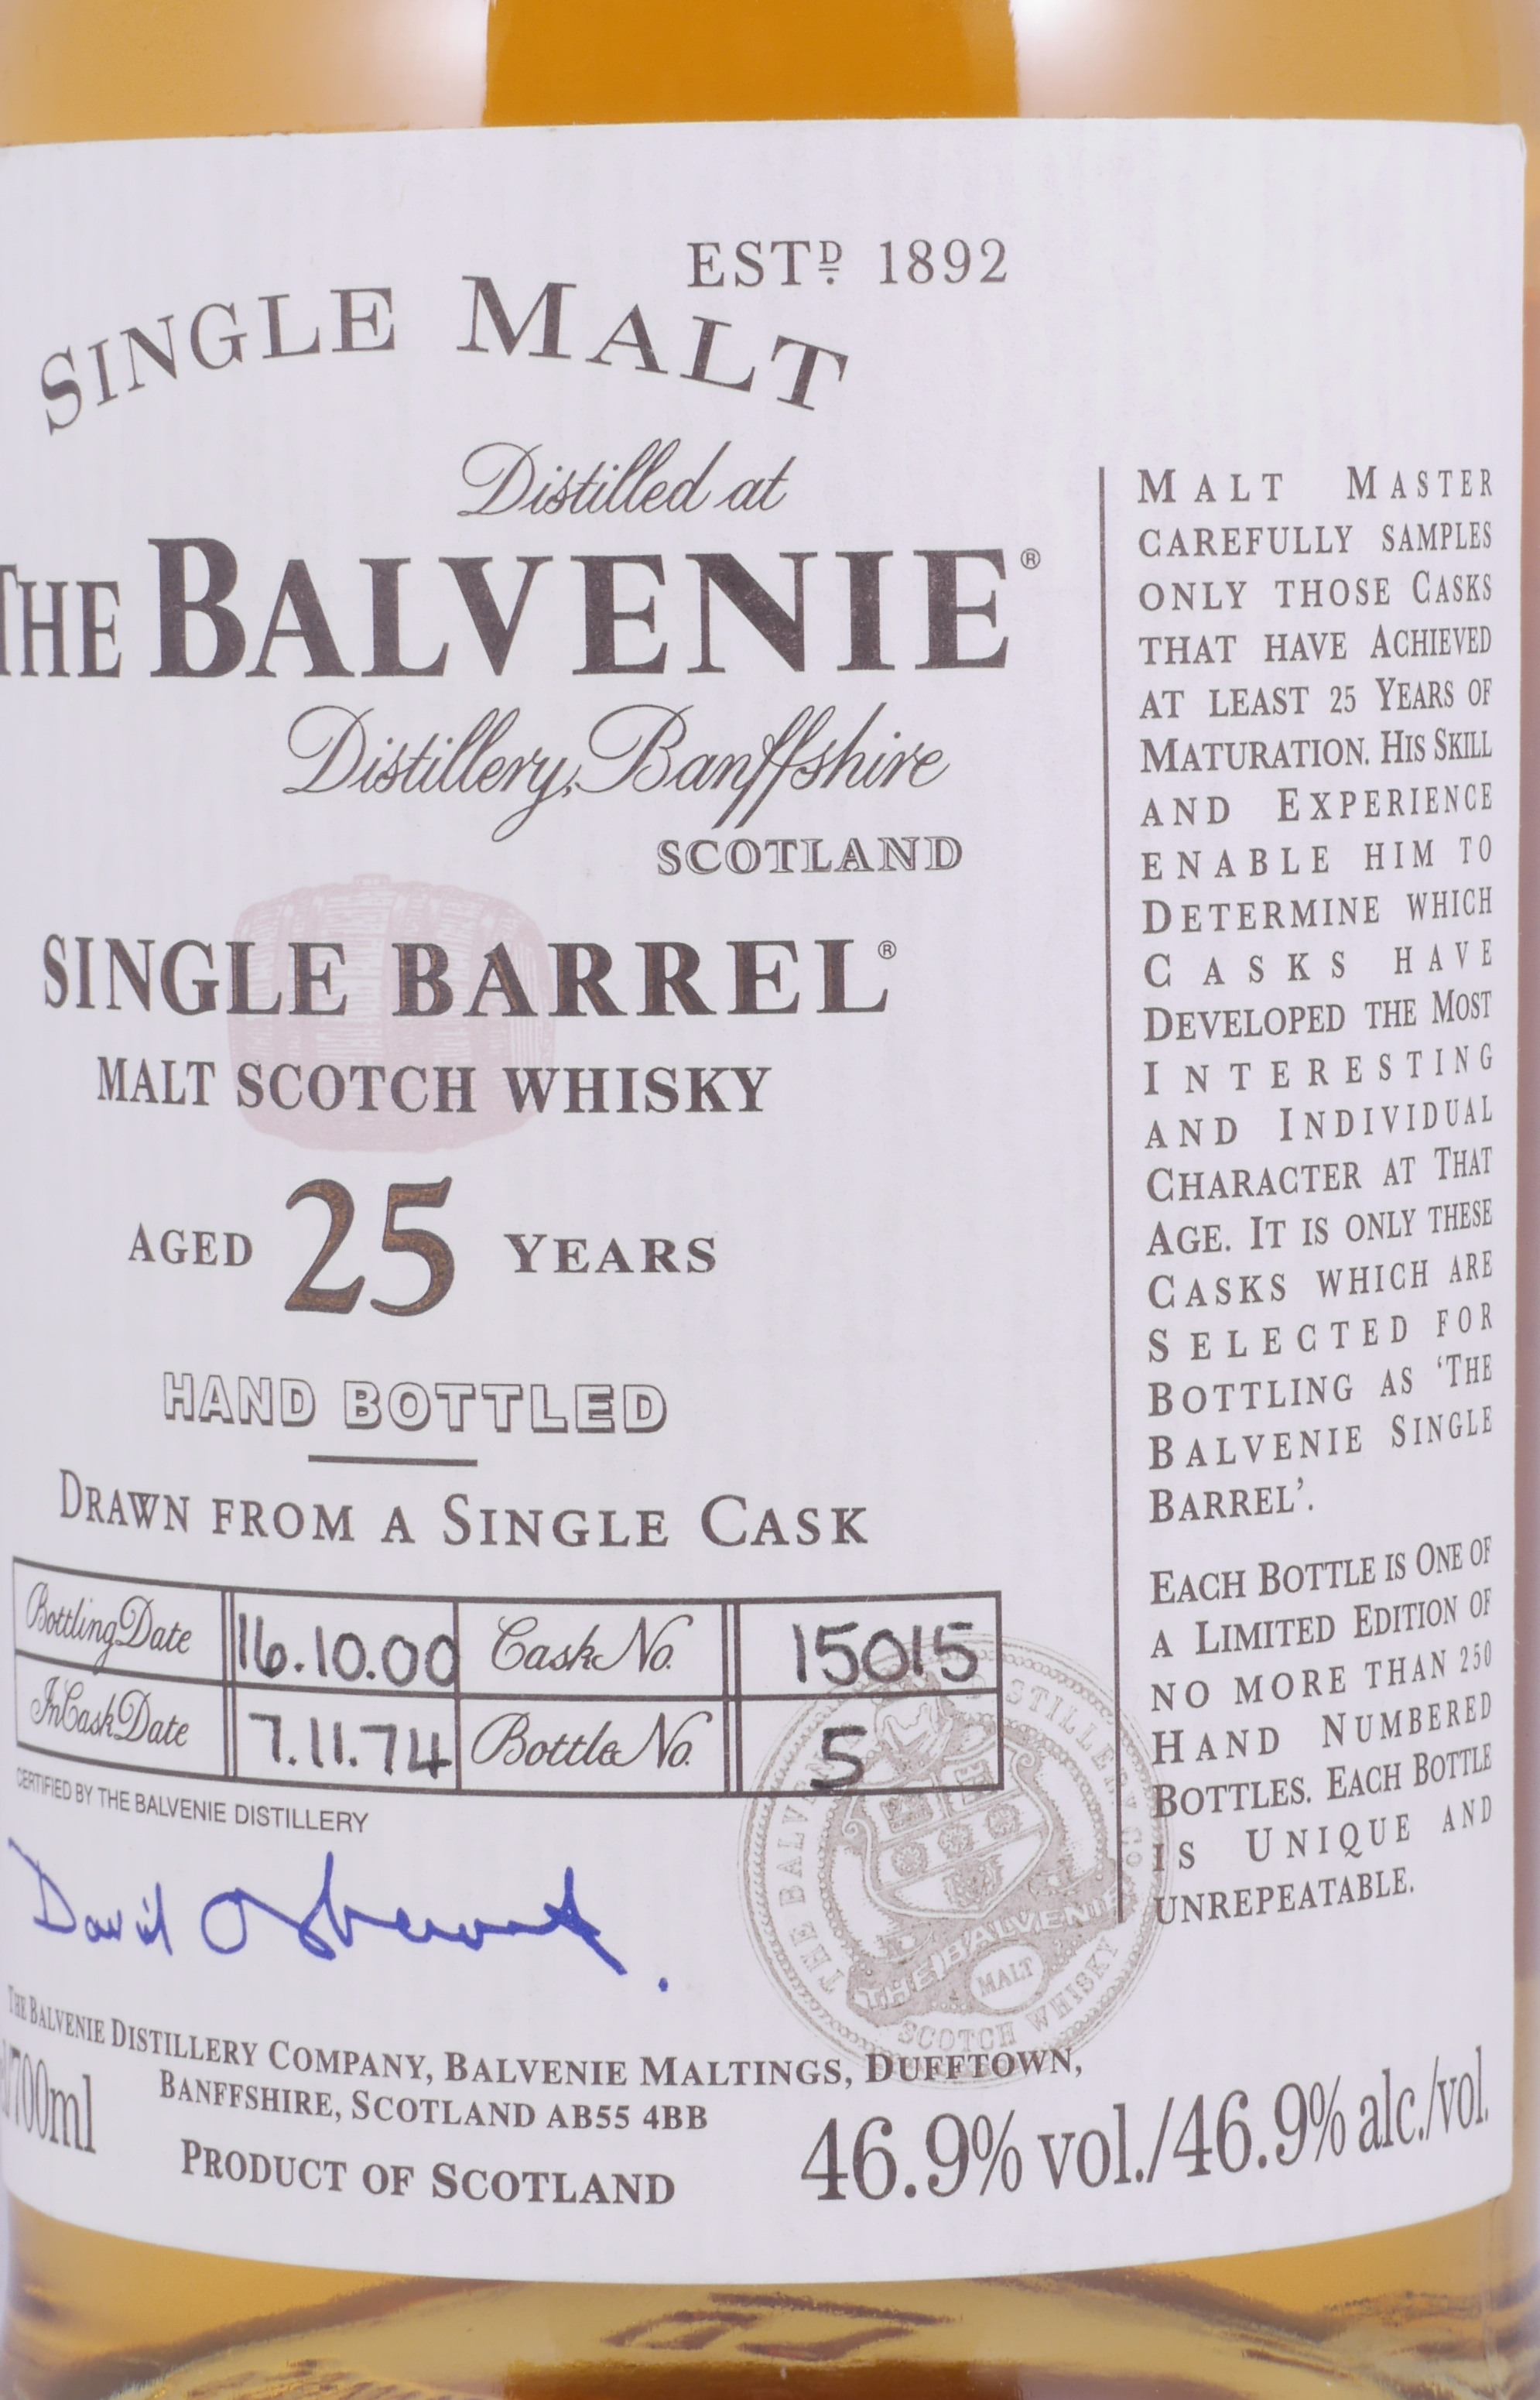 ESTD. 1892
SINGLE MALT
Distilled at
THE BALVENIE®
Distillery, Banffshire
SCOTLAND
SINGLE BARREL®
MALT SCOTCH WHISKY
AGED 25 YEARS
HAND BOTTLED
DRAWN FROM A SINGLE CASK
Bottling Date 16.10.00 Cask No. 15015
In Cask Date 7.11.74 Bottle No. 5
CERTIFIED BY THE BALVENIE DISTILLERY
David
THE BALVENIE DISTILLERY COMPANY, BALVENIE MALTINGS, DUFFTOWN,
BANFFSHIRE, SCOTLAND AB55 4BB
700ml
PRODUCT OF SCOTLAND
46.9% vol./46.9% alc./vol.
MALT MASTER
CAREFULLY SAMPLES
ONLY THOSE CASKS
THAT HAVE ACHIEVED
AT LEAST 25 YEARS OF
MATURATION. HIS SKILL
AND EXPERIENCE
ENABLE HIM TO
DETERMINE WHICH
CASKS HAVE
DEVELOPED THE MOST
INTERESTING
AND INDIVIDUAL
CHARACTER AT THAT
AGE. IT IS ONLY THESE
CASKS WHICH ARE
SELECTED FOR
BOTTLING AS ‘THE
BALVENIE SINGLE
BARREL’.
EACH BOTTLE IS ONE OF
A LIMITED EDITION OF
NO MORE THAN 250
HAND NUMBERED
BOTTLES. EACH BOTTLE
IS UNIQUE AND
UNREPEATABLE.
THE BALVENIE DISTILLERY Co
THE BALVENIE
MALT
SCOTCH WHISKY